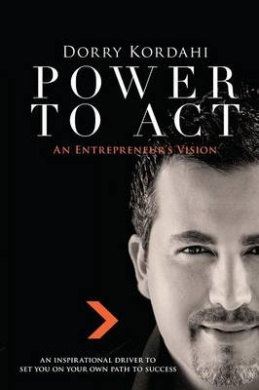 DORRY KORDAHI
POWER
TO ACT
AN ENTREPRENEUR'S VISION
AN INSPIRATIONAL DRIVER TO
SET YOU ON YOUR OWN PATH TO SUCCESS